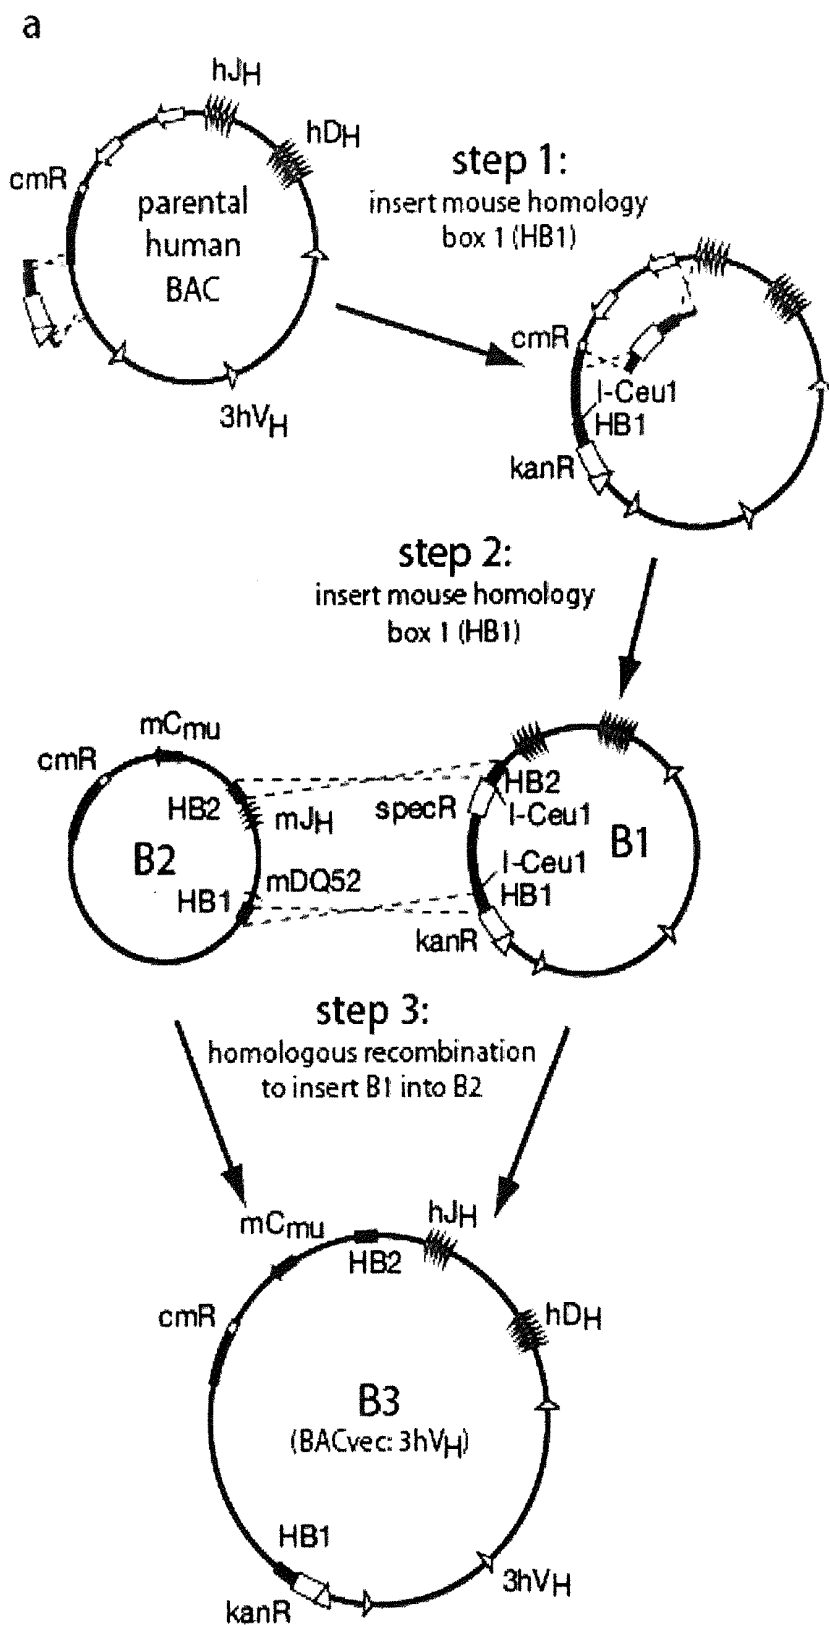 a
hJH
hDH
cmR
parental
human
BAC
3hVH
step 1:
insert mouse homology
box 1 (HB1)
cmR
I-Ceu1
HB1
kanR
step 2:
insert mouse homology
box 1 (HB1)
mCmu
cmR
HB2
mJH
B2
mDQ52
HB1
specR
HB2
I-Ceu1
I-Ceu1
B1
HB1
kanR
step 3:
homologous recombination
to insert B1 into B2
mCmu
HB2
hJH
cmR
hDH
B3
(BACvec: 3hVH)
HB1
3hVH
kanR